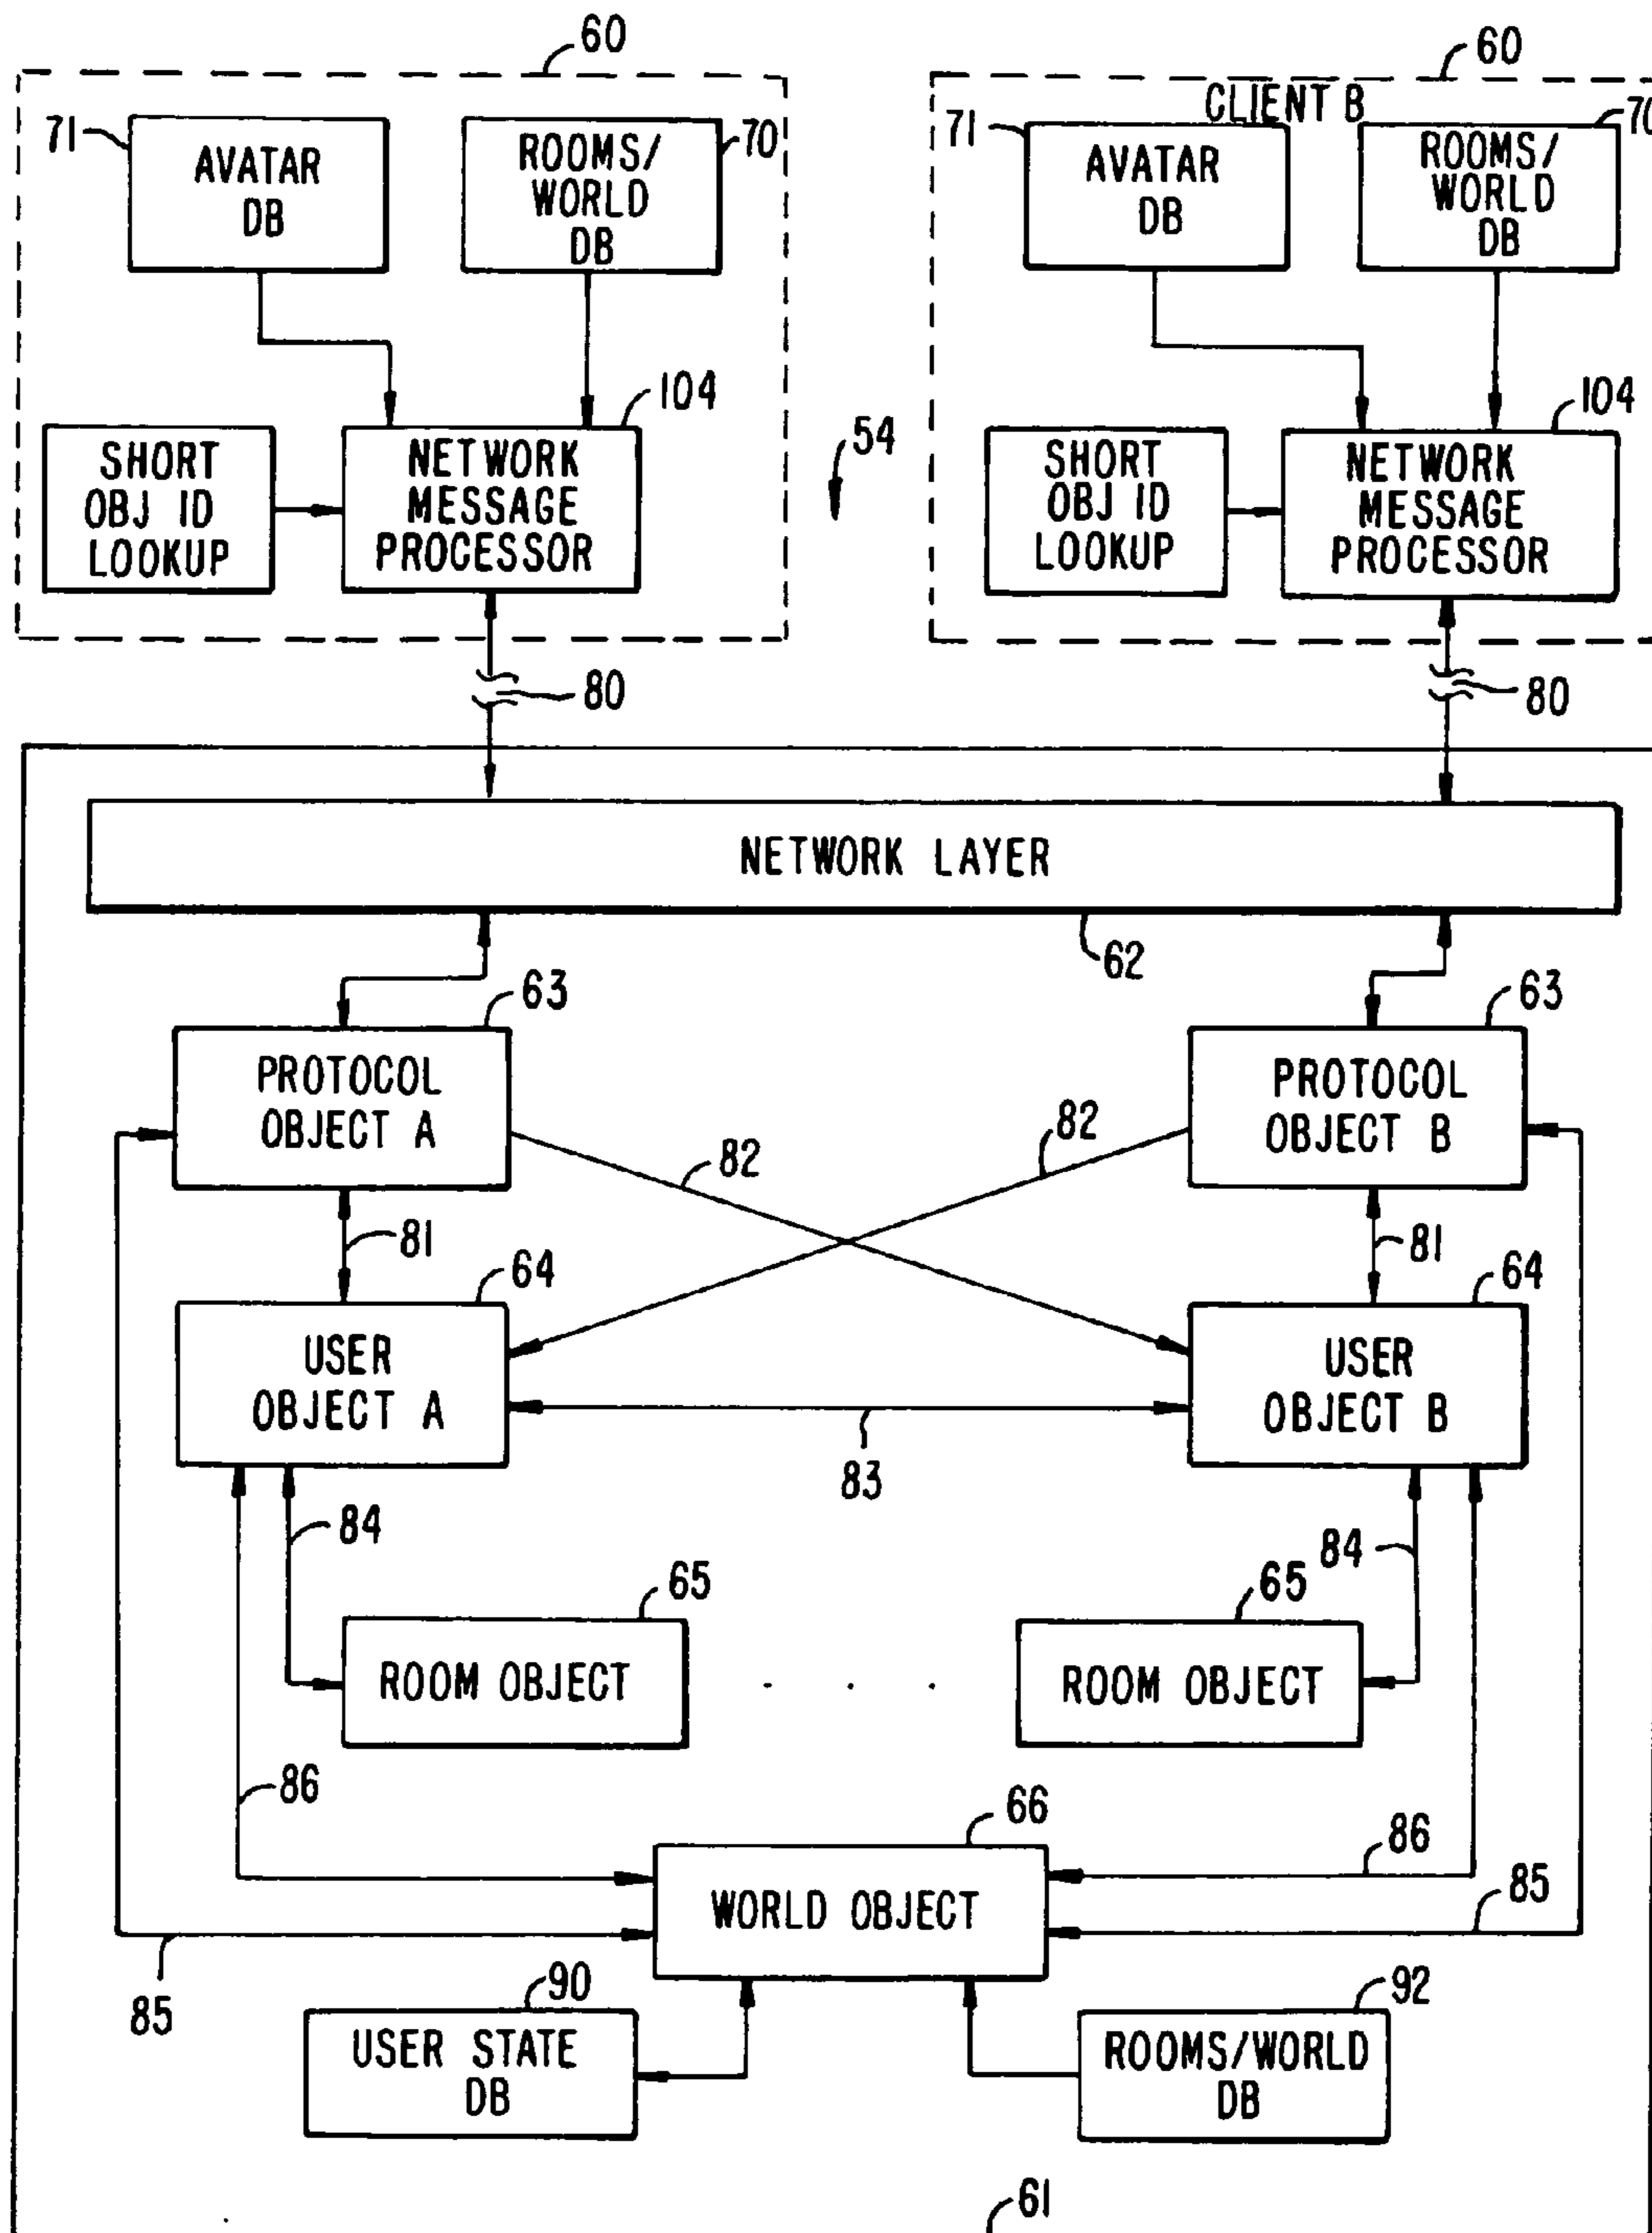 60
60
CLIENT B
71
AVATAR
DB
ROOMS/
WORLD
DB
70
71
AVATAR
DB
ROOMS/
WORLD
DB
70
104
SHORT
OBJ ID
LOOKUP
NETWORK
MESSAGE
PROCESSOR
54
104
SHORT
OBJ ID
LOOKUP
NETWORK
MESSAGE
PROCESSOR
80
80
NETWORK LAYER
62
63
63
PROTOCOL
OBJECT A
PROTOCOL
OBJECT B
82
82
81
81
64
64
USER
OBJECT A
USER
OBJECT B
83
84
84
65
65
ROOM OBJECT
. . .
ROOM OBJECT
86
66
86
WORLD OBJECT
85
85
90
92
USER STATE
DB
ROOMS/WORLD
DB
61